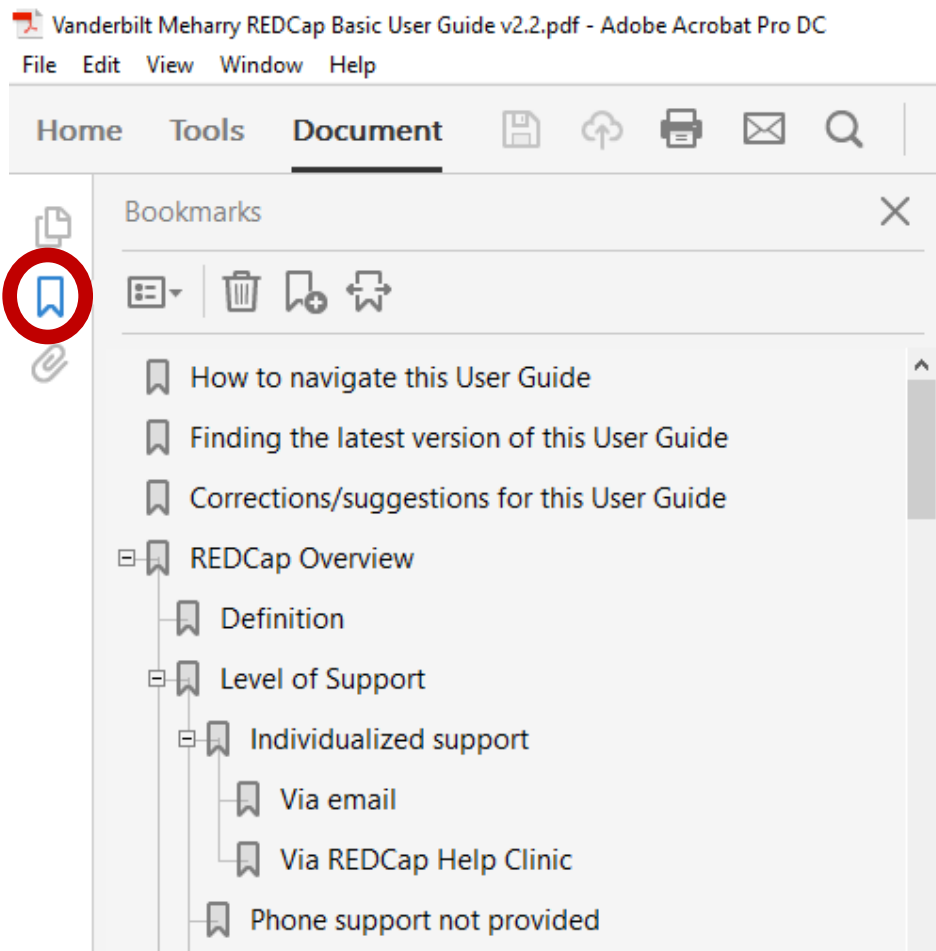 Vanderbilt Meharry REDCap Basic User Guide v2.2.pdf - Adobe Acrobat Pro DC
File Edit View Window Help
Home Tools Document
Bookmarks
How to navigate this User Guide
Finding the latest version of this User Guide
Corrections/suggestions for this User Guide
REDCap Overview
Definition
Level of Support
Individualized support
Via email
Via REDCap Help Clinic
Phone support not provided